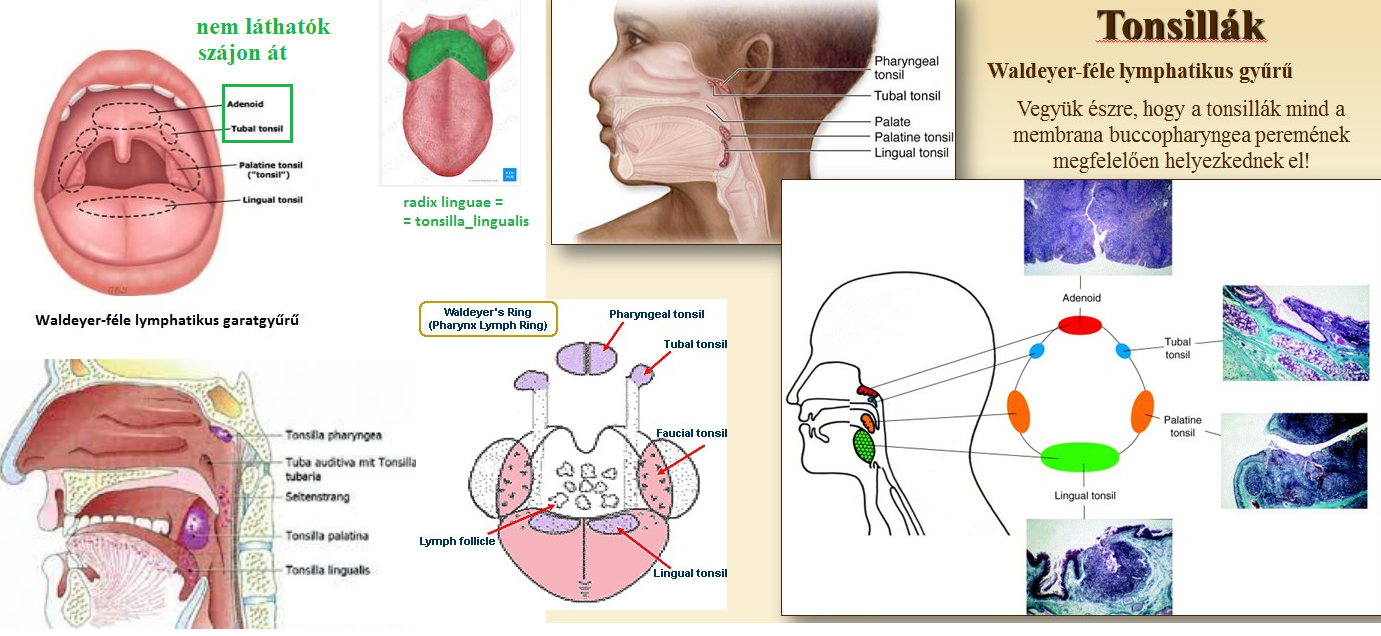 nem láthatók
szájon át
Adenoid
Tubal tonsil
Palatine tonsil
("tonsil")
Lingual tonsil
Waldeyer-féle lymphatikus garatgyűrű
radix linguae =
= tonsilla_lingualis
Pharyngeal
tonsil
Tubal tonsil
Palate
Palatine tonsil
Lingual tonsil
Tonsillák
Waldeyer-féle lymphatikus gyűrű
Vegyük észre, hogy a tonsillák mind a
membrana buccopharyngea peremének
megfelelően helyezkednek el!
Tonsilla pharyngea
Tuba auditiva mit Tonsilla
tubaria
Seitenstrang
Tonsilla palatina
Tonsilla lingualis
Waldeyer's Ring
(Pharynx Lymph Ring)
Pharyngeal tonsil
Tubal tonsil
Faucial tonsil
Lymph follicle
Lingual tonsil
Adenoid
Tubal
tonsil
Palatine
tonsil
Lingual tonsil